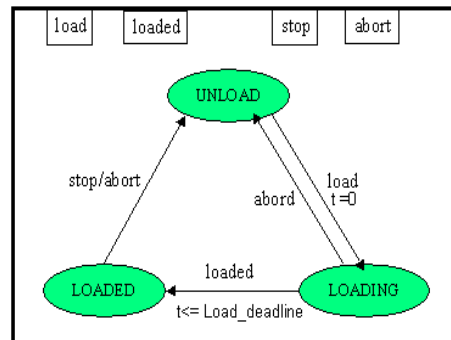 load
loaded
stop
abort
UNLOAD
stop/abort
abord
load
t =0
loaded
LOADED
LOADING
t<= Load_deadline